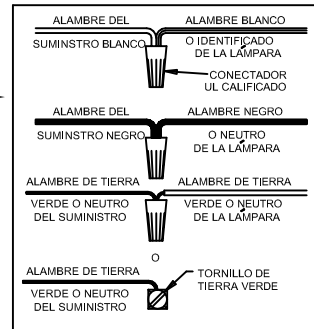 ALAMBRE DEL ALAMBRE BLANCO
SUMINSTRO BLANCO O IDENTIFICADO
DE LA LÁMPARA
CONECTADOR
UL CALIFICADO
ALAMBRE DEL ALAMBRE NEGRO
SUMINSTRO NEGRO O NEUTRO
DE LA LÁMPARA
ALAMBRE DE TIERRA ALAMBRE DE TIERRA
VERDE O NEUTRO VERDE O NEUTRO
DEL SUMINISTRO DE LA LÁMPARA
O
ALAMBRE DE TIERRA TORNILLO DE
TIERRA VERDE
VERDE O NEUTRO
DEL SUMINISTRO